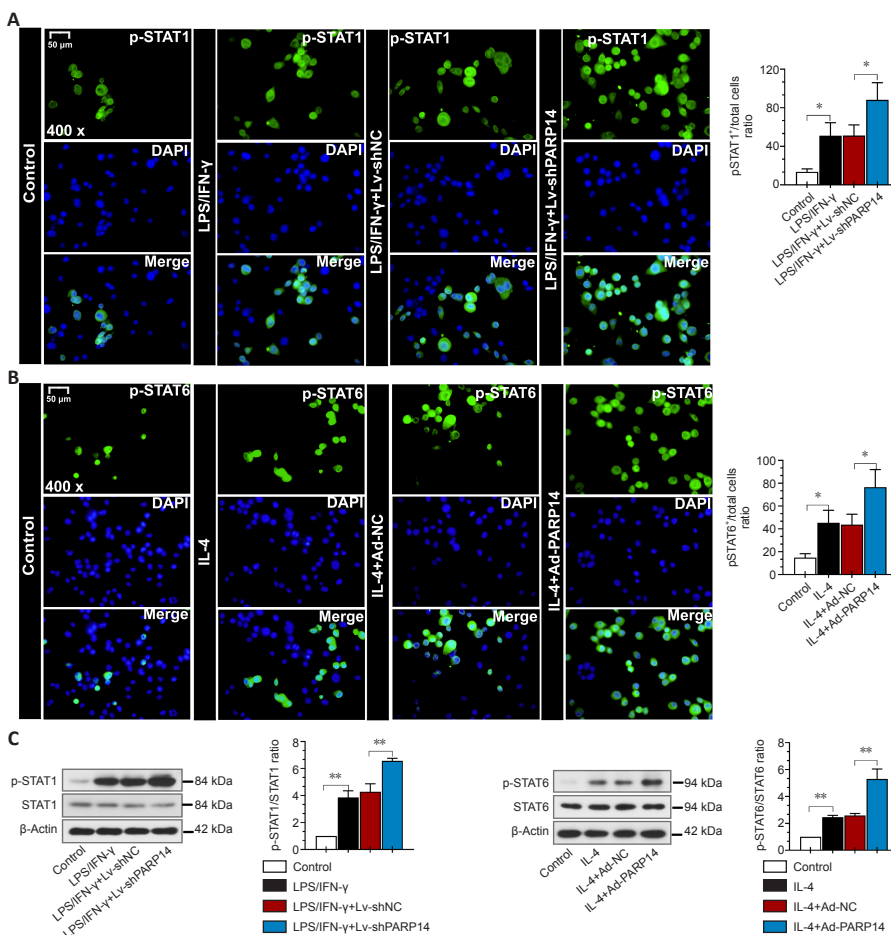 A
50 μm
p-STAT1
p-STAT1
p-STAT1
p-STAT1
400 x
DAPI
DAPI
DAPI
DAPI
Merge
Merge
Merge
Merge
Control
LPS/IFN-γ
LPS/IFN-γ+Lv-shNC
LPS/IFN-γ+Lv-shPARP14
pSTAT1+/total cells
ratio
120
80
40
0
*
*
Control
LPS/IFN-γ
LPS/IFN-γ+Lv-shNC
LPS/IFN-γ+Lv-shPARP14
B
50 μm
p-STAT6
p-STAT6
p-STAT6
p-STAT6
400 x
DAPI
DAPI
DAPI
DAPI
Merge
Merge
Merge
Merge
Control
IL-4
IL-4+Ad-NC
IL-4+Ad-PARP14
pSTAT6+/total cells
ratio
100
80
60
40
20
0
*
*
Control
IL-4
IL-4+Ad-NC
IL-4+Ad-PARP14
C
p-STAT1
84 kDa
STAT1
84 kDa
β-Actin
42 kDa
Control
LPS/IFN-γ
LPS/IFN-γ+Lv-shNC
LPS/IFN-γ+Lv-shPARP14
p-STAT1/STAT1 ratio
8
6
4
2
0
**
**
Control
LPS/IFN-γ
LPS/IFN-γ+Lv-shNC
LPS/IFN-γ+Lv-shPARP14
p-STAT6
94 kDa
STAT6
94 kDa
β-Actin
42 kDa
Control
IL-4
IL-4+Ad-NC
IL-4+Ad-PARP14
p-STAT6/STAT6 ratio
8
6
4
2
0
**
**
Control
IL-4
IL-4+Ad-NC
IL-4+Ad-PARP14